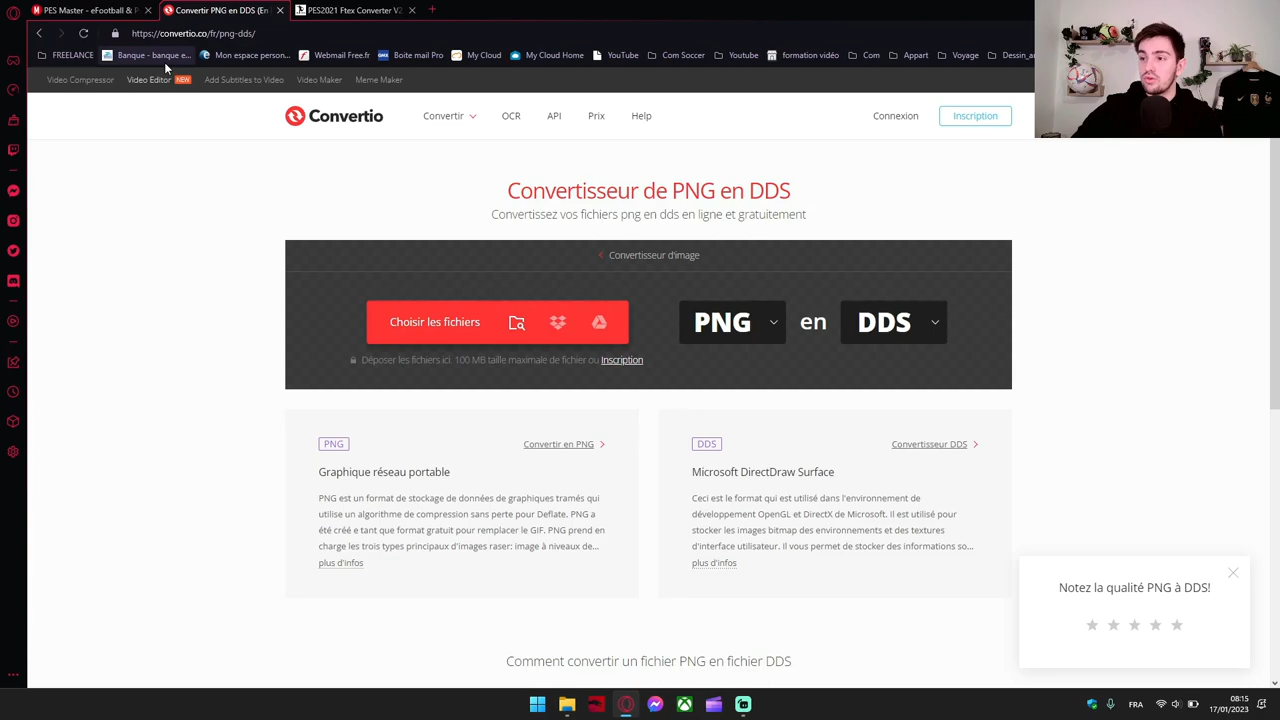 PES Master - eFootball & P
Convertir PNG en DDS (En
PES2021 Ftex Converter V2
https://convertio.co/fr/png-dds/
FREELANCE
Banque - banque e...
Mon espace person...
Webmail Free.fr
Boite mail Pro
My Cloud
My Cloud Home
YouTube
Com Soccer
Youtube
formation vidéo
Com
Appart
Voyage
Dessin_an
Video Compressor
Video Editor NEW
Add Subtitles to Video
Video Maker
Meme Maker
Convertio
Convertir
OCR
API
Prix
Help
Connexion
Inscription
Convertisseur de PNG en DDS
Convertissez vos fichiers png en dds en ligne et gratuitement
Convertisseur d'image
Choisir les fichiers
PNG en DDS
Déposer les fichiers ici. 100 MB taille maximale de fichier ou Inscription
PNG
Convertir en PNG
Graphique réseau portable
PNG est un format de stockage de données de graphiques tramés qui
utilise un algorithme de compression sans perte pour Deflate. PNG a
été créé e tant que format gratuit pour remplacer le GIF. PNG prend en
charge les trois types principaux d'images raser: image à niveaux de...
plus d'infos
DDS
Convertisseur DDS
Microsoft DirectDraw Surface
Ceci est le format qui est utilisé dans l'environnement de
développement OpenGL et DirectX de Microsoft. Il est utilisé pour
stocker les images bitmap des environnements et des textures
d'interface utilisateur. Il vous permet de stocker des informations so...
plus d'infos
Notez la qualité PNG à DDS!
Comment convertir un fichier PNG en fichier DDS
FRA
08:15
17/01/2023